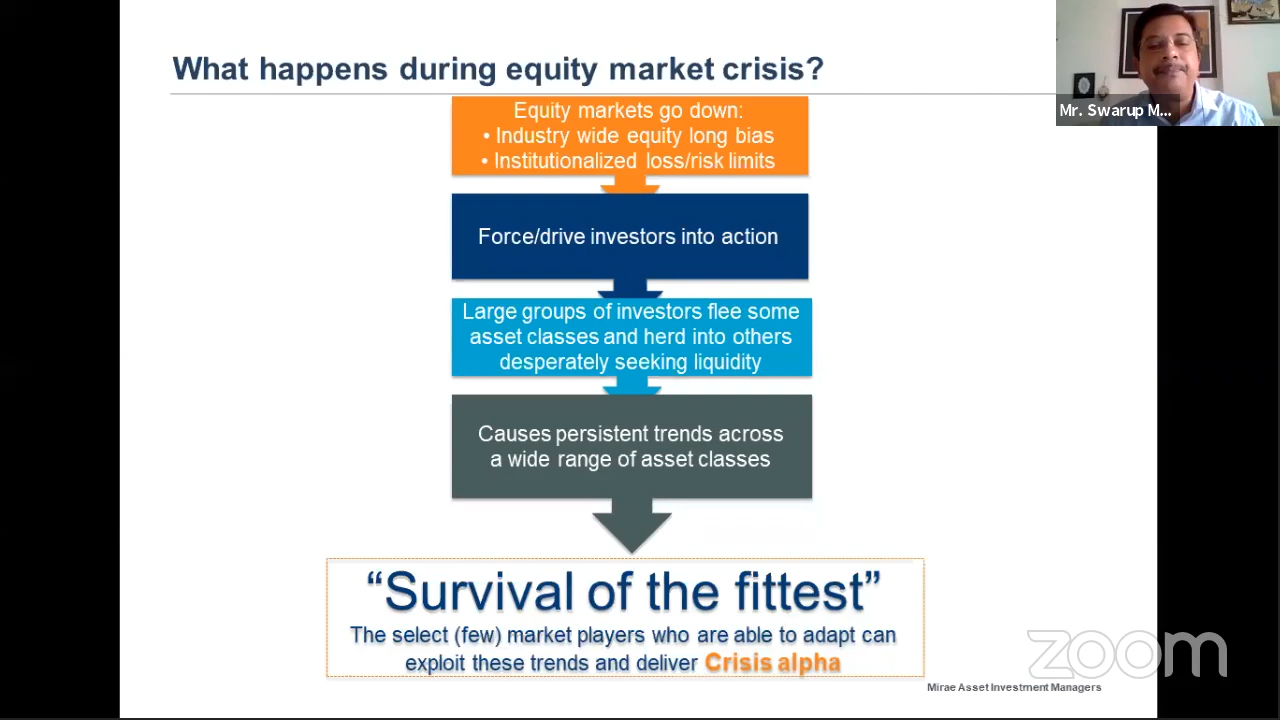 What happens during equity market crisis?
Mr. Swarup M...
Equity markets go down:
• Industry wide equity long bias
• Institutionalized loss/risk limits
Force/drive investors into action
Large groups of investors flee some
asset classes and herd into others
desperately seeking liquidity
Causes persistent trends across
a wide range of asset classes
“Survival of the fittest”
The select (few) market players who are able to adapt can
exploit these trends and deliver Crisis alpha
zoom
Mirae Asset Investment Managers